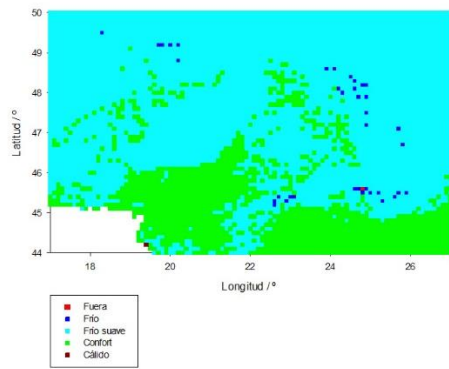 50
49
48
47
46
45
44
Latitud / º
18
20
22
24
26
Longitud / º
Fuera
Frío
Frío suave
Confort
Cálido